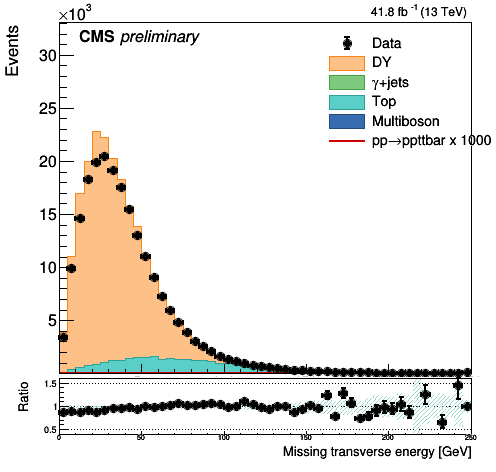 ×10³
41.8 fb⁻¹ (13 TeV)
CMS preliminary
Events
Data
DY
γ+jets
Top
Multiboson
pp→ppttbar x 1000
30
25
20
15
10
5
Ratio
1.5
1
0.5
0 50 100 150 200 250
Missing transverse energy [GeV]